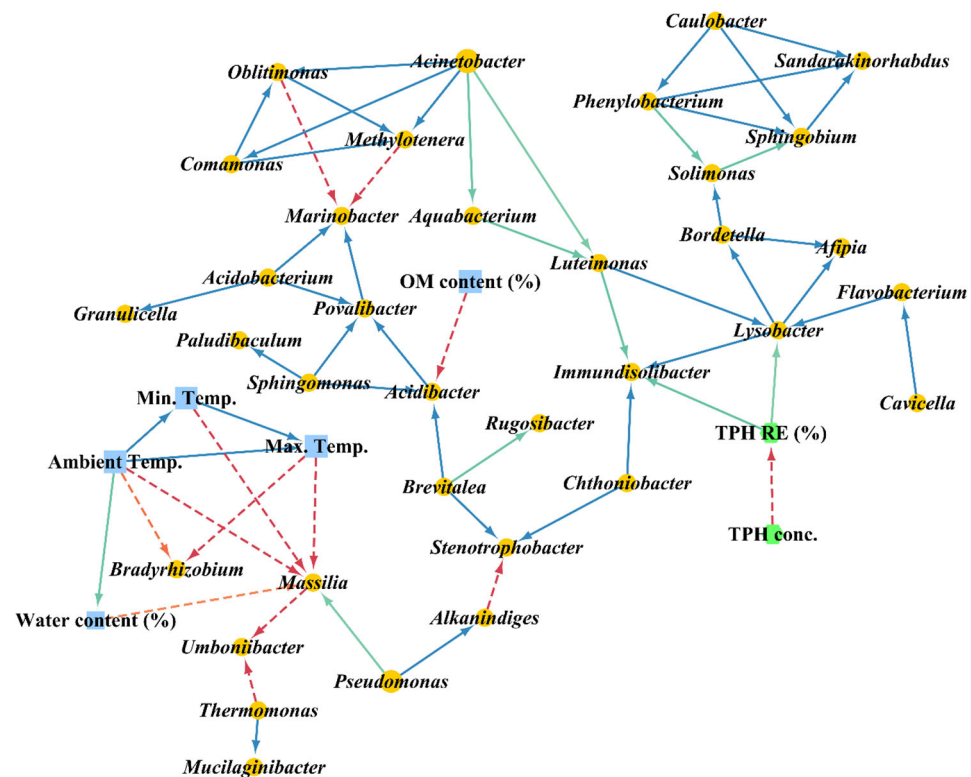 Caulobacter
Acinetobacter
Sandarakinorhabdus
Oblitimonas
Phenylobacterium
Methylotenera
Sphingobium
Comamonas
Solimonas
Marinobacter
Aquabacterium
Bordetella
Afipia
Luteimonas
Acidobacterium
OM content (%)
Flavobacterium
Granulicella
Povalibacter
Lysobacter
Paludibaculum
Immundisolibacter
Sphingomonas
Acidibacter
Min. Temp.
Cavicella
Rugosibacter
TPH RE (%)
Max. Temp.
Ambient Temp.
Brevitalea
Chthoniobacter
TPH conc.
Stenotrophobacter
Bradyrhizobium
Massilia
Water content (%)
Alkanindiges
Umboniibacter
Pseudomonas
Thermomonas
Mucilaginibacter